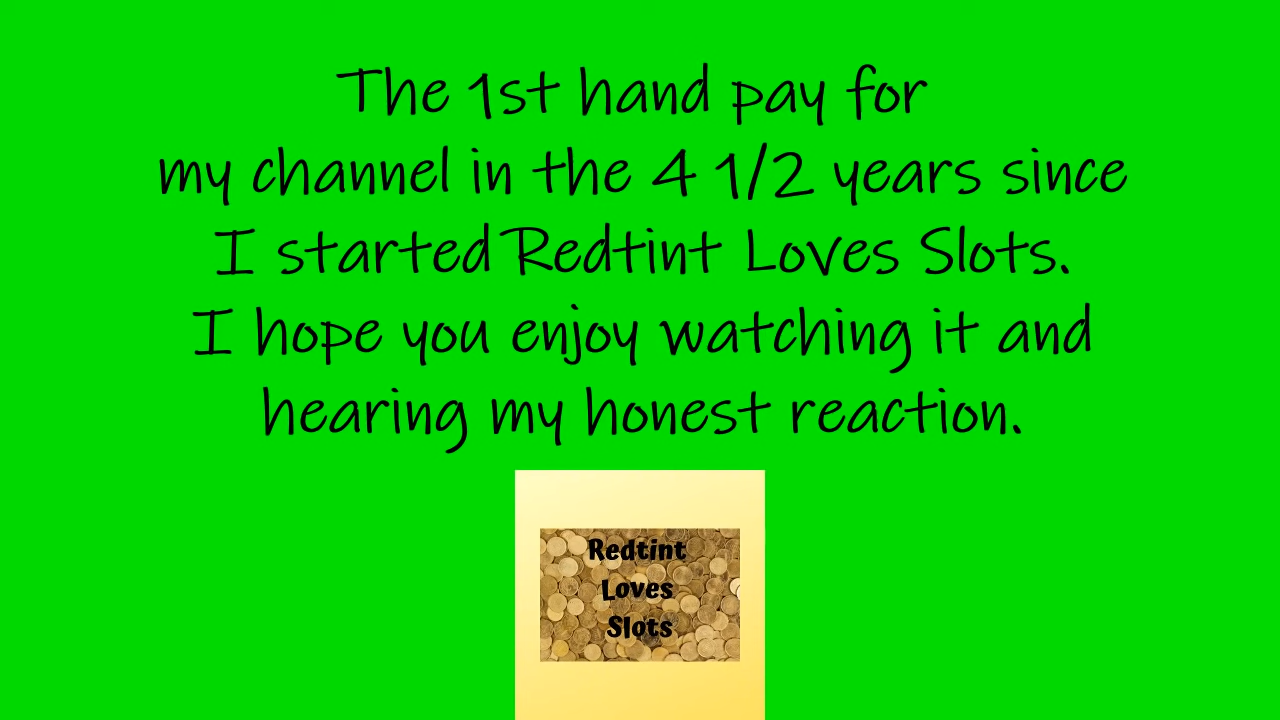 The 1st hand pay for
my channel in the 4 1/2 years since
I started Redtint Loves Slots.
I hope you enjoy watching it and
hearing my honest reaction.
Redtint
Loves
Slots